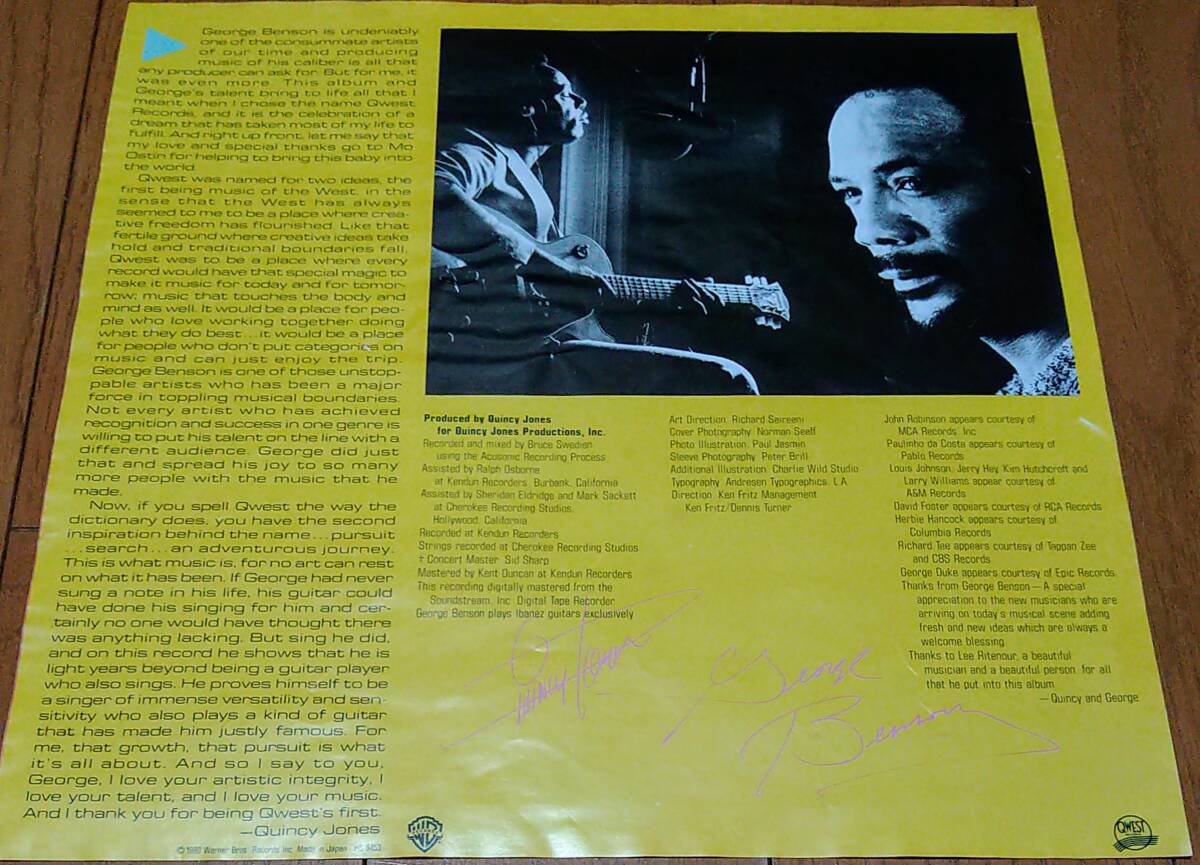 George Benson is undeniably
one of the consummate artists
of our time and producing
music of his caliber is all that
any producer can ask for. But for me, it
was even more. This album and
George's talent bring to life all that I
meant when I chose the name Qwest
Records, and it is the celebration of a
dream that has taken most of my life to
fulfill. And right up front, let me say that
my love and special thanks go to Mo
Ostin for helping to bring this baby into
the world.
Qwest was named for two ideas, the
first being music of the West, in the
sense that the West has always
seemed to me to be a place where crea-
tive freedom has flourished. Like that
fertile ground where creative ideas take
hold and traditional boundaries fall,
Qwest was to be a place where every
record would have that special magic to
make it music for today and for tomor-
row; music that touches the body and
mind as well. It would be a place for peo-
ple who love working together doing
what they do best...it would be a place
for people who don't put categories on
music and can just enjoy the trip.
George Benson is one of those unstop-
pable artists who has been a major
force in toppling musical boundaries.
Not every artist who has achieved
recognition and success in one genre is
willing to put his talent on the line with a
different audience. George did just
that and spread his joy to so many
more people with the music that he
made.
Now, if you spell Qwest the way the
dictionary does, you have the second
inspiration behind the name...pursuit
...search...an adventurous journey.
This is what music is, for no art can rest
on what it has been. If George had never
sung a note in his life, his guitar could
have done his singing for him and cer-
tainly no one would have thought there
was anything lacking. But sing he did,
and on this record he shows that he is
light years beyond being a guitar player
who also sings. He proves himself to be
a singer of immense versatility and sen-
sitivity who also plays a kind of guitar
that has made him justly famous. For
me, that growth, that pursuit is what
it's all about. And so I say to you,
George, I love your artistic integrity, I
love your talent, and I love your music.
And I thank you for being Qwest's first.
—Quincy Jones
© 1980 Warner Bros. Records Inc. Made in Japan HS 3453
Produced by Quincy Jones
for Quincy Jones Productions, Inc.
Recorded and mixed by Bruce Swedien
using the Acusonic Recording Process
Assisted by Ralph Osborne
at Kendun Recorders, Burbank, California
Assisted by Sheridan Eldridge and Mark Sackett
at Cherokee Recording Studios,
Hollywood, California
Recorded at Kendun Recorders
Strings recorded at Cherokee Recording Studios
† Concert Master: Sid Sharp
Mastered by Kent Duncan at Kendun Recorders
This recording digitally mastered from the
Soundstream, Inc. Digital Tape Recorder
George Benson plays Ibanez guitars exclusively
Art Direction: Richard Seireeni
Cover Photography: Norman Seeff
Photo Illustration: Paul Jasmin
Sleeve Photography: Peter Brill
Additional Illustration: Charlie Wild Studio
Typography: Andresen Typographics, L.A.
Direction: Ken Fritz Management
Ken Fritz/Dennis Turner
John Robinson appears courtesy of
MCA Records, Inc.
Paulinho da Costa appears courtesy of
Pablo Records
Louis Johnson, Jerry Hey, Kim Hutchcroft and
Larry Williams appear courtesy of
A&M Records
David Foster appears courtesy of RCA Records
Herbie Hancock appears courtesy of
Columbia Records
Richard Tee appears courtesy of Tappan Zee
and CBS Records
George Duke appears courtesy of Epic Records
Thanks from George Benson—A special
appreciation to the new musicians who are
arriving on today's musical scene adding
fresh and new ideas which are always a
welcome blessing.
Thanks to Lee Ritenour, a beautiful
musician and a beautiful person, for all
that he put into this album.
—Quincy and George
George
Benson
WB
QWEST